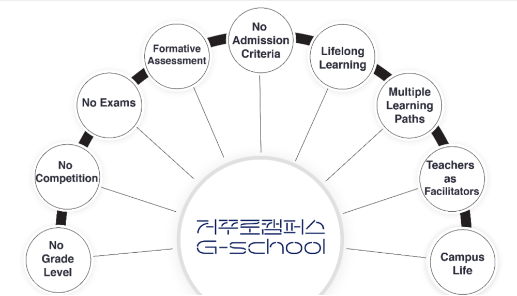 No
Admission
Criteria
Formative
Assessment
Lifelong
Learning
No Exams
Multiple
Learning
Paths
No
Competition
Teachers
as
Facilitators
거꾸로캠퍼스
G-school
No
Grade
Level
Campus
Life